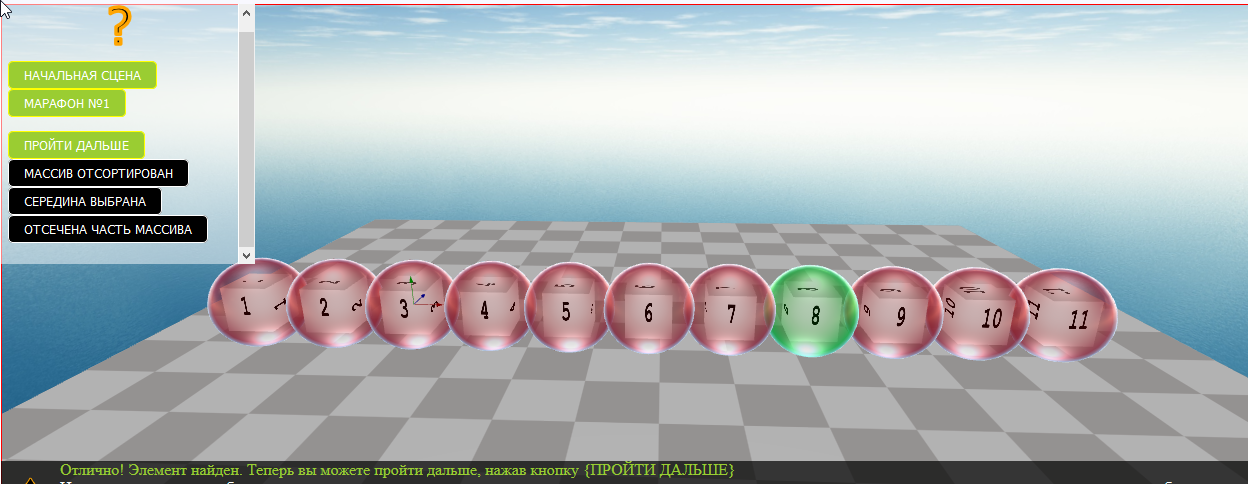 ?
НАЧАЛЬНАЯ СЦЕНА
МАРАФОН №1
ПРОЙТИ ДАЛЬШЕ
МАССИВ ОТСОРТИРОВАН
СЕРЕДИНА ВЫБРАНА
ОТСЕЧЕНА ЧАСТЬ МАССИВА
1 2 3 4 5 6 7 8 9 10 11
Отлично! Элемент найден. Теперь вы можете пройти дальше, нажав кнопку {ПРОЙТИ ДАЛЬШЕ}